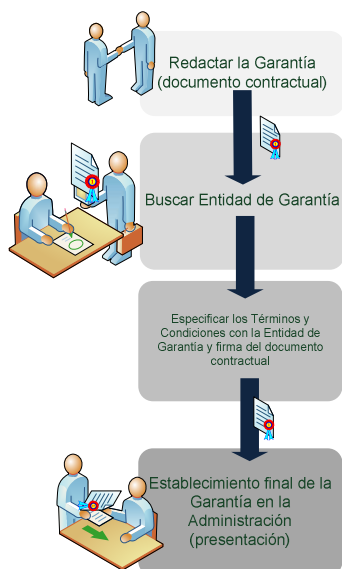 Redactar la Garantía
(documento contractual)
Buscar Entidad de Garantía
Especificar los Términos y
Condiciones con la Entidad de
Garantía y firma del documento
contractual
Establecimiento final de la
Garantía en la
Administración
(presentación)